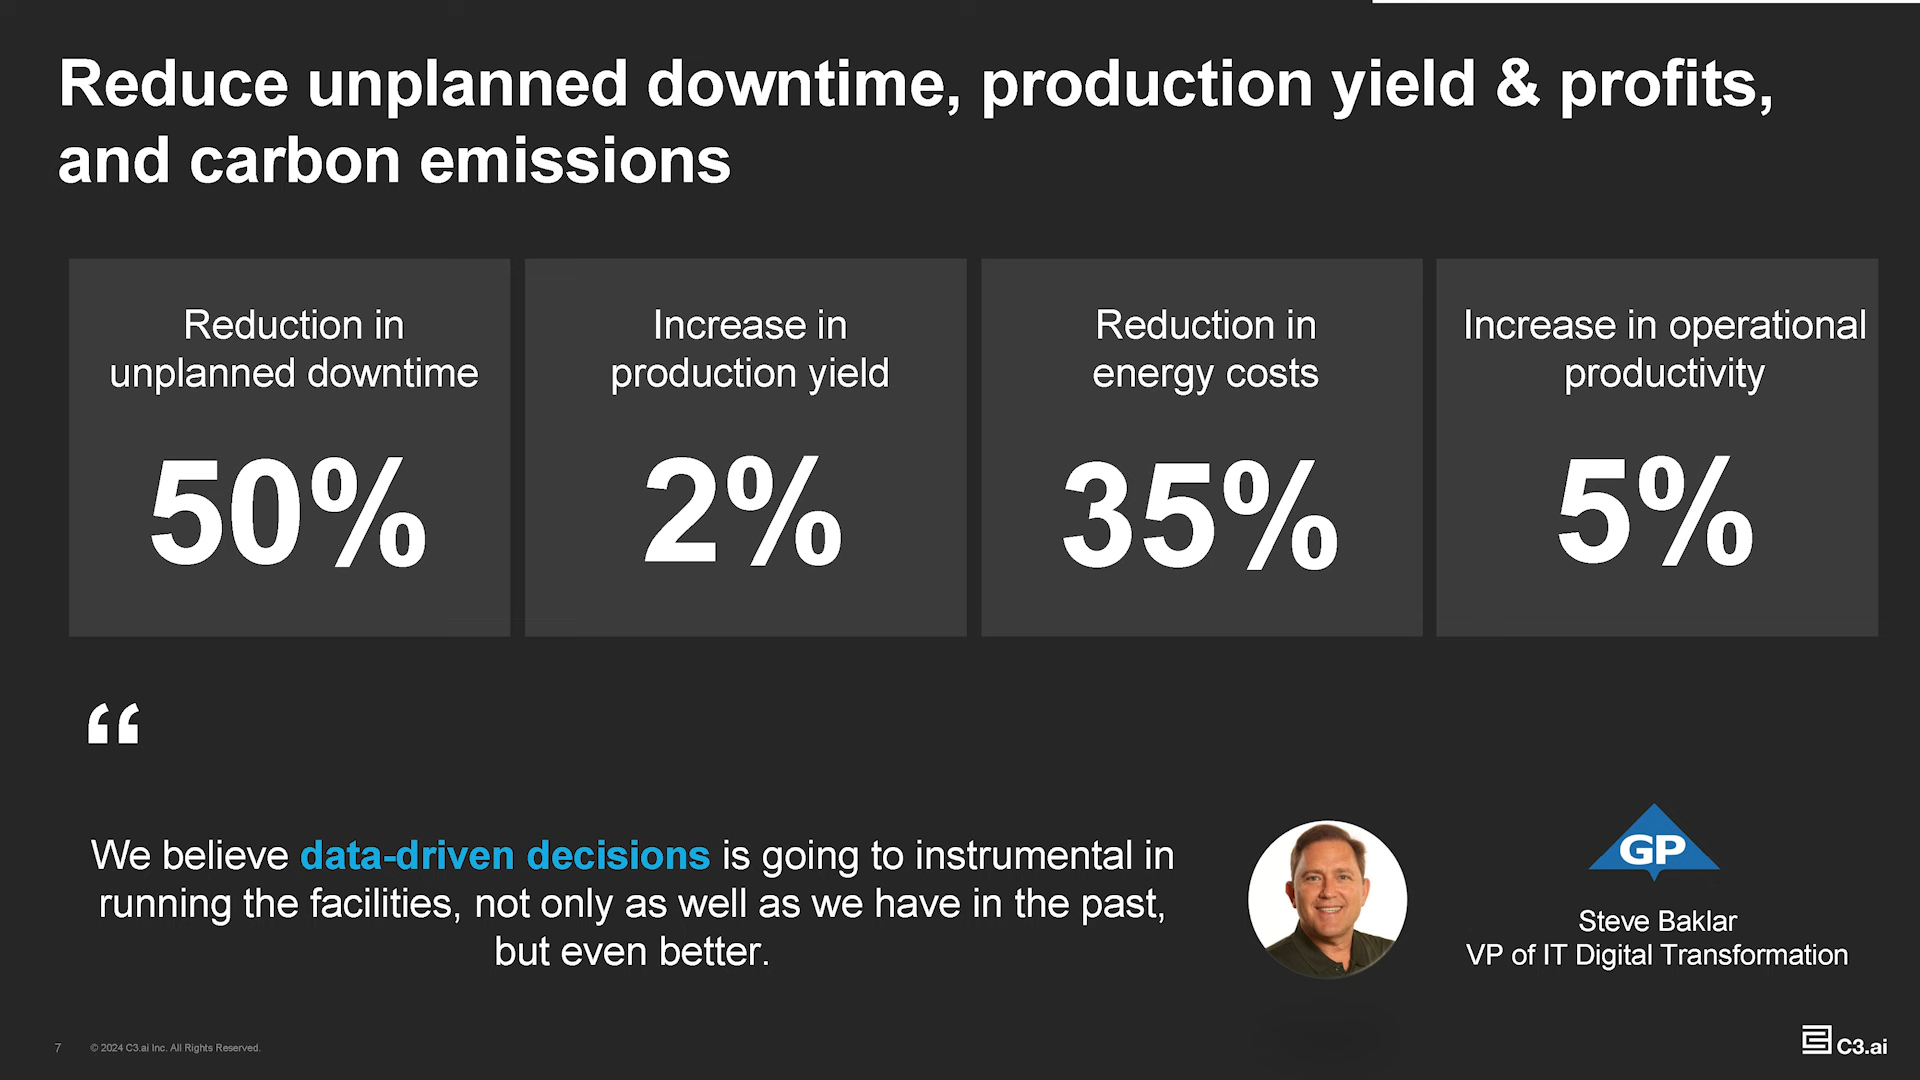 Reduce unplanned downtime, production yield & profits,
and carbon emissions
Reduction in
unplanned downtime
50%
Increase in
production yield
2%
Reduction in
energy costs
35%
Increase in operational
productivity
5%
“
We believe data-driven decisions is going to instrumental in
running the facilities, not only as well as we have in the past,
but even better.
GP
Steve Baklar
VP of IT Digital Transformation
7 © 2024 C3.ai Inc. All Rights Reserved.
C3.ai